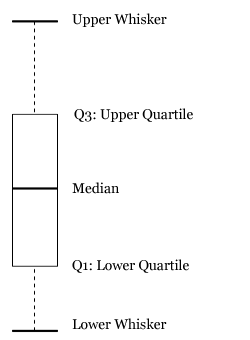 Upper Whisker
Q3: Upper Quartile
Median
Q1: Lower Quartile
Lower Whisker